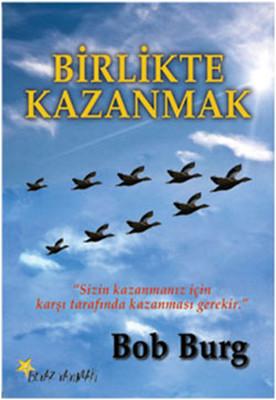 BİRLİKTE
KAZANMAK
"Sizin kazanmanız için
karşı tarafında kazanması gerekir."
Bob Burg